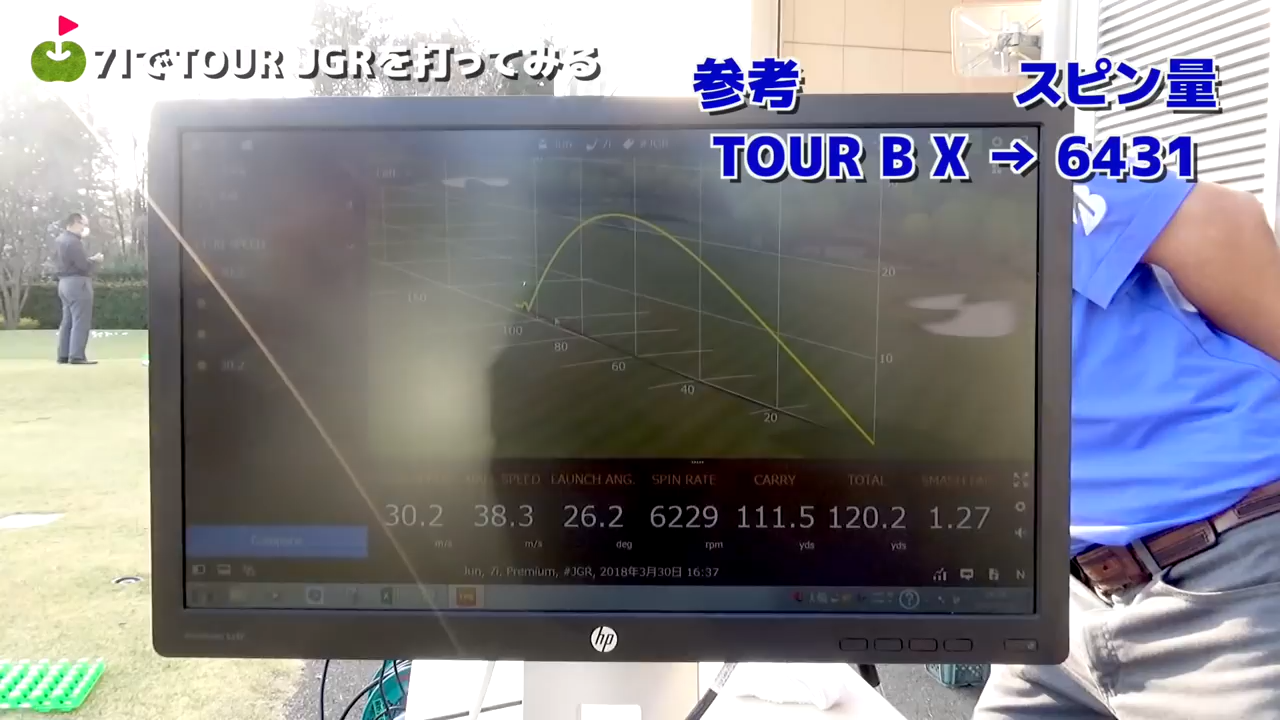 7IでTOUR JGRを打ってみる
参考 スピン量
TOUR B X → 6431
20
10
150
100
80
60
40
20
30.2
SPEED LAUNCH ANG. SPIN RATE CARRY TOTAL
30.2 38.3 26.2 6229 111.5 120.2 1.27
m/s m/s deg rpm yds yds
Jun, 7i, Premium, #JGR, 2018年3月30日 16:37
N
hp